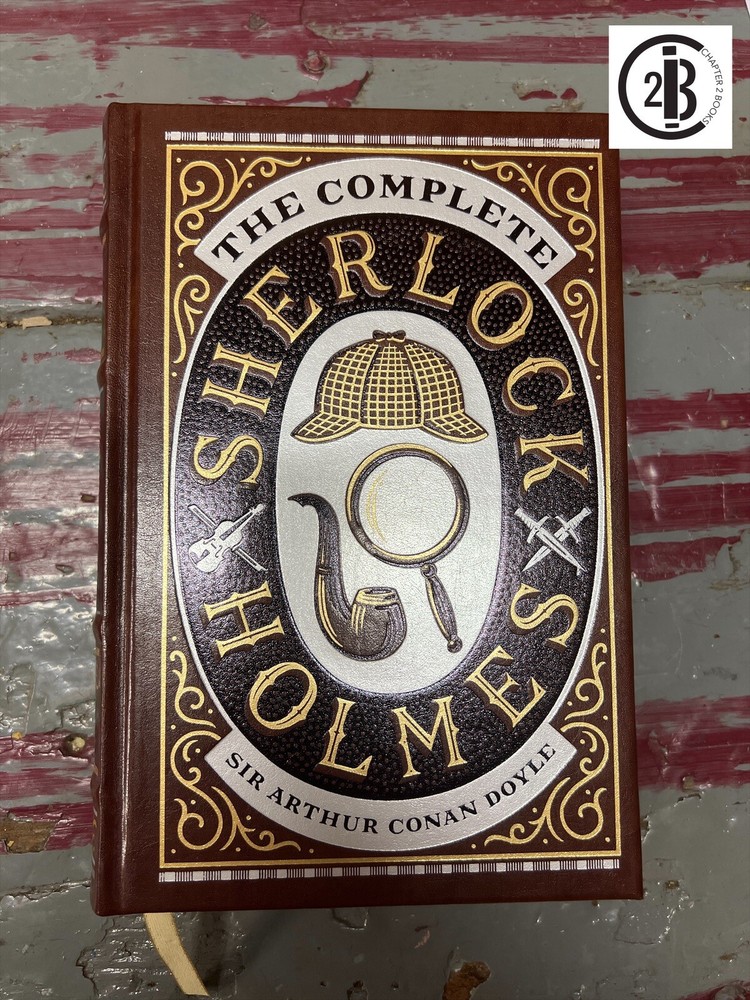 2B
CHAPTER 2 BOOKS
THE COMPLETE
SHERLOCK
HOLMES
SIR ARTHUR CONAN DOYLE